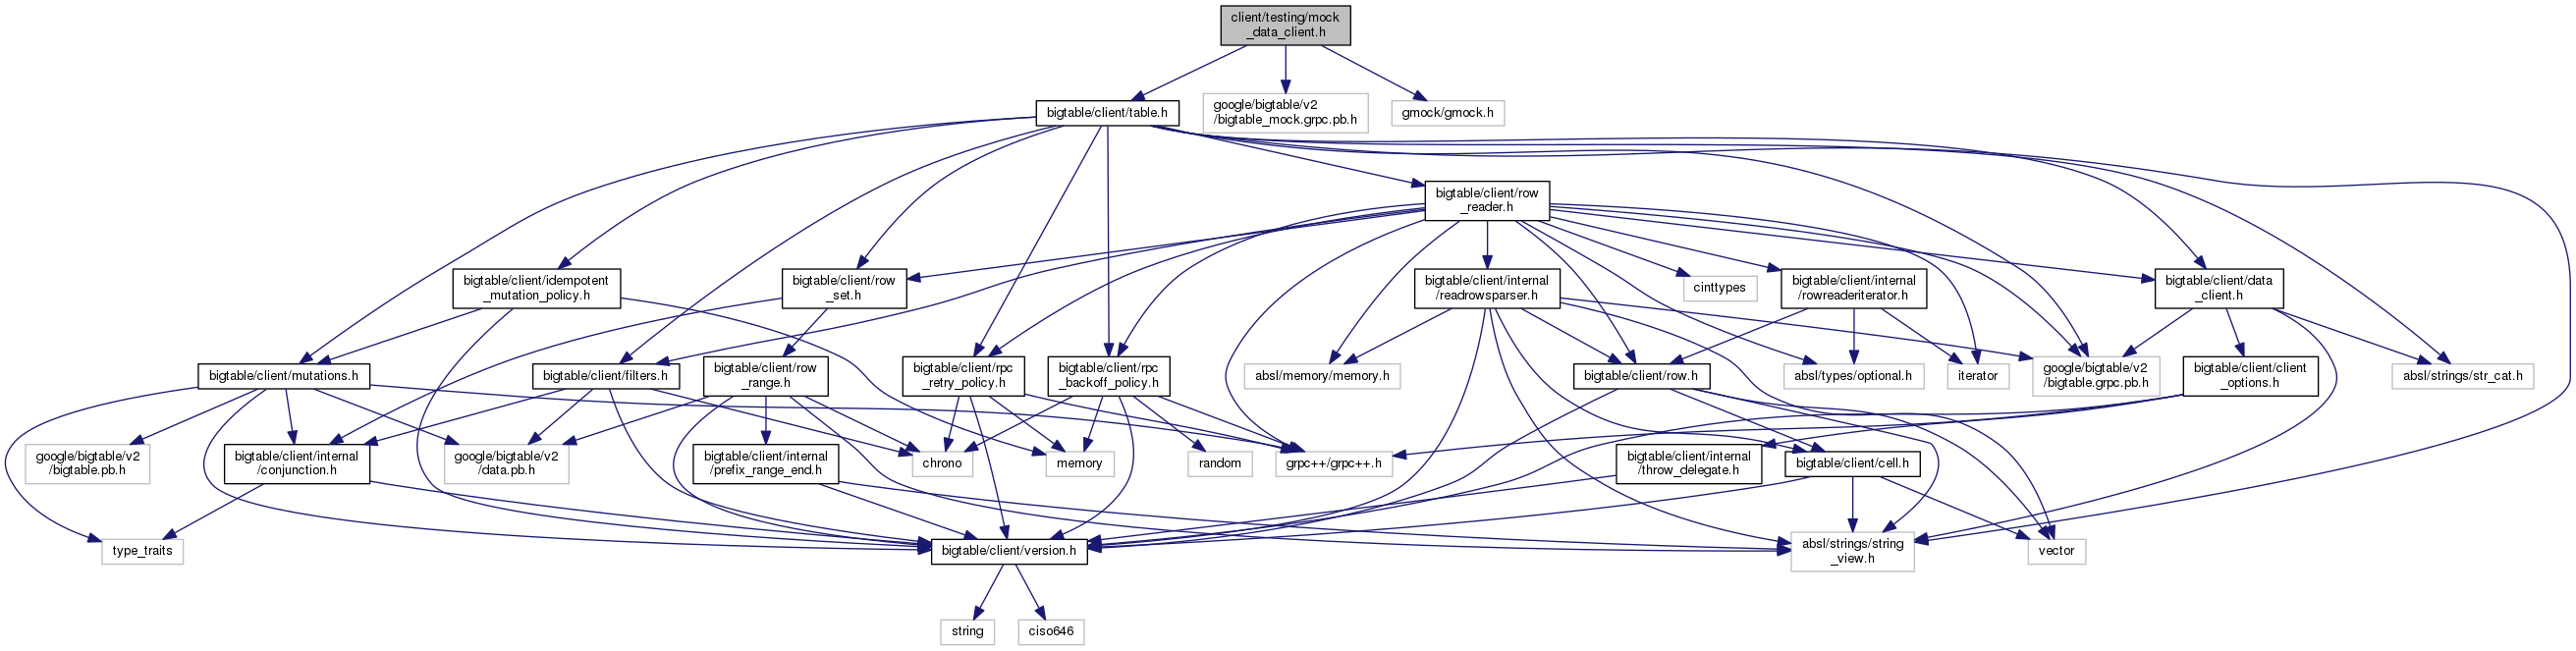 client/testing/mock
_data_client.h
bigtable/client/table.h
google/bigtable/v2
/bigtable_mock.grpc.pb.h
gmock/gmock.h
bigtable/client/row
_reader.h
bigtable/client/idempotent
_mutation_policy.h
bigtable/client/row
_set.h
bigtable/client/internal
/readrowsparser.h
cinttypes
bigtable/client/internal
/rowreaderiterator.h
bigtable/client/data
_client.h
bigtable/client/mutations.h
bigtable/client/filters.h
bigtable/client/row
_range.h
bigtable/client/rpc
_retry_policy.h
bigtable/client/rpc
_backoff_policy.h
absl/memory/memory.h
bigtable/client/row.h
absl/types/optional.h
iterator
google/bigtable/v2
/bigtable.grpc.pb.h
bigtable/client/client
_options.h
absl/strings/str_cat.h
google/bigtable/v2
/bigtable.pb.h
bigtable/client/internal
/conjunction.h
google/bigtable/v2
/data.pb.h
bigtable/client/internal
/prefix_range_end.h
chrono
memory
random
grpc++/grpc++.h
bigtable/client/internal
/throw_delegate.h
bigtable/client/cell.h
type_traits
bigtable/client/version.h
absl/strings/string
_view.h
vector
string
ciso646